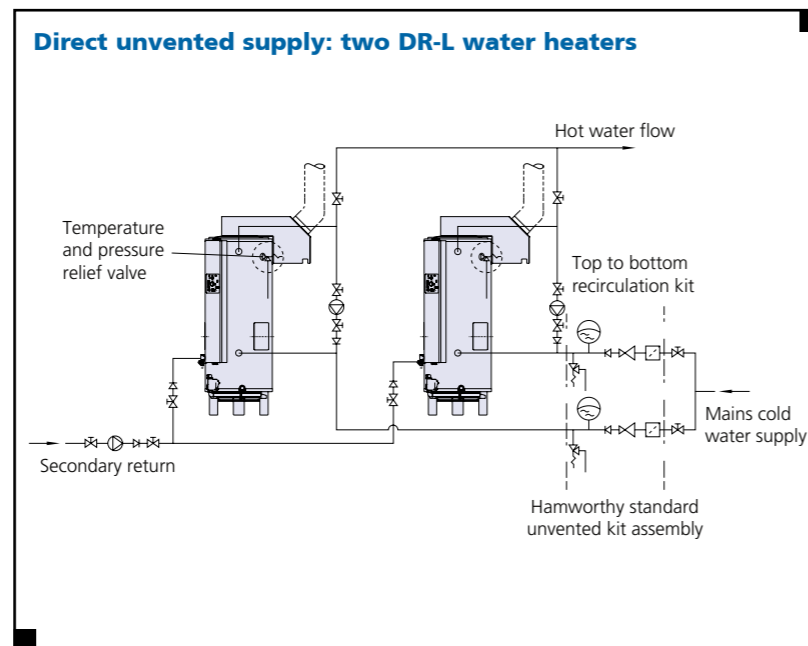 Direct unvented supply: two DR-L water heaters
Hot water flow
Temperature
and pressure
relief valve
Top to bottom
recirculation kit
Mains cold
water supply
Secondary return
Hamworthy standard
unvented kit assembly